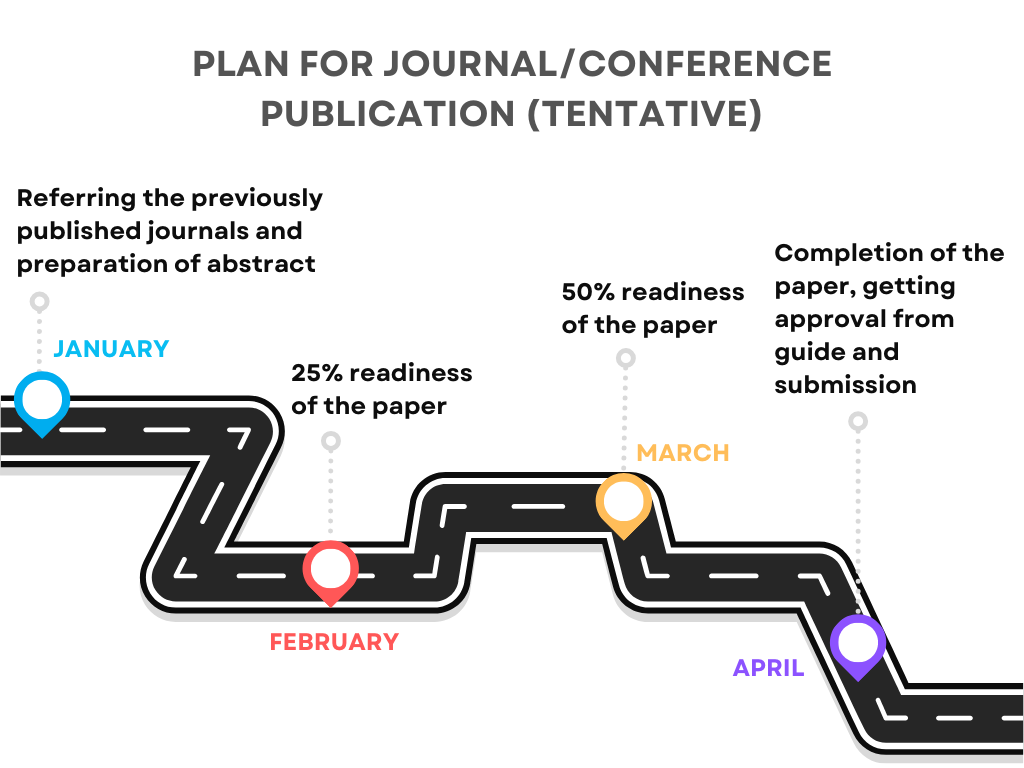 PLAN FOR JOURNAL/CONFERENCE
PUBLICATION (TENTATIVE)
Referring the previously
published journals and
preparation of abstract
JANUARY
25% readiness
of the paper
FEBRUARY
50% readiness
of the paper
MARCH
Completion of the
paper, getting
approval from
guide and
submission
APRIL